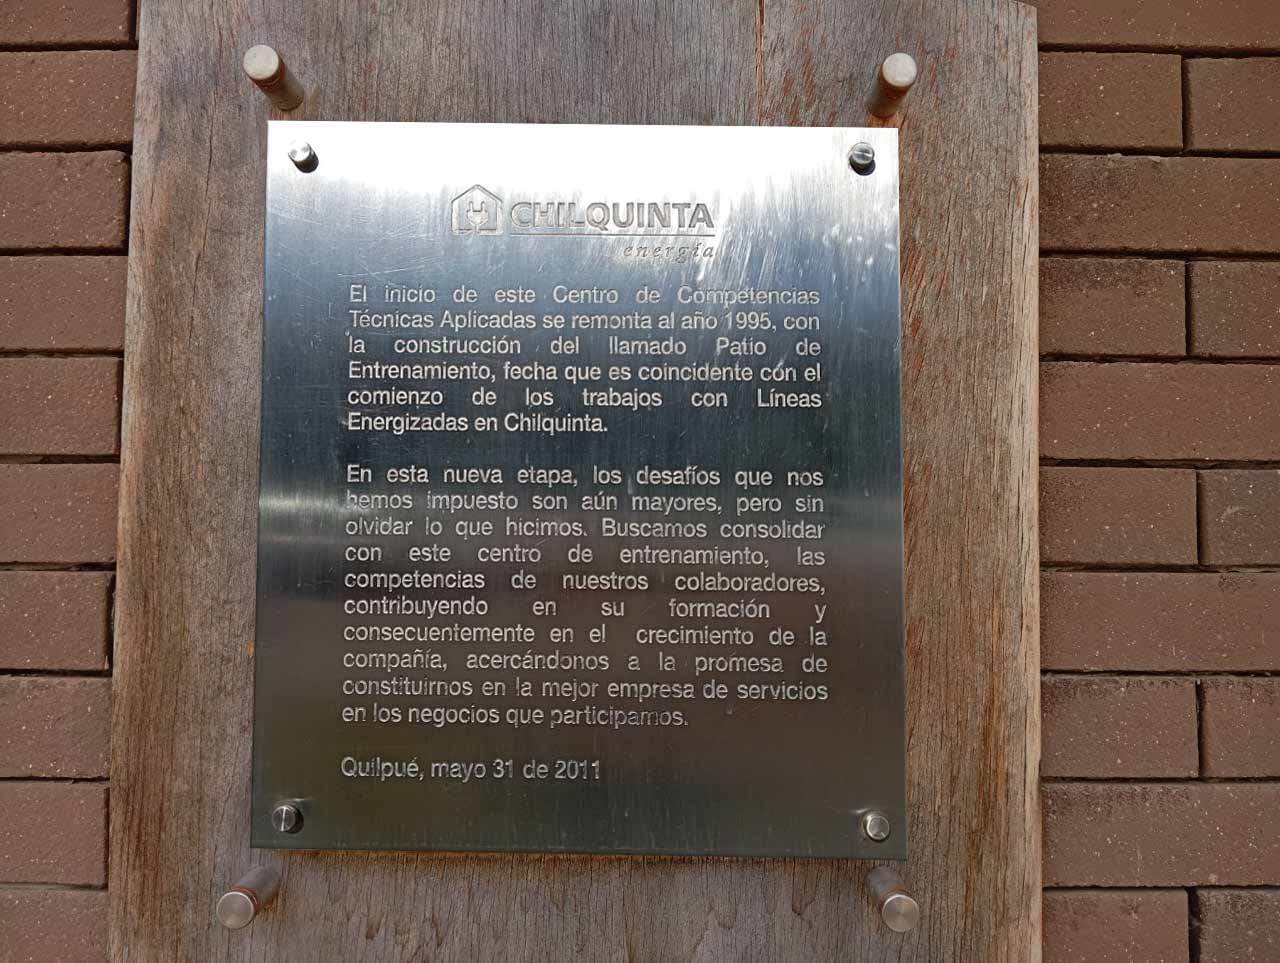 CHILQUINTA
energía
El inicio de este Centro de Competencias
Técnicas Aplicadas se remonta al año 1995, con
la construcción del llamado Patio de
Entrenamiento, fecha que es coincidente con el
comienzo de los trabajos con Líneas
Energizadas en Chilquinta.
En esta nueva etapa, los desafíos que nos
hemos impuesto son aún mayores, pero sin
olvidar lo que hicimos. Buscamos consolidar
con este centro de entrenamiento, las
competencias de nuestros colaboradores,
contribuyendo en su formación y
consecuentemente en el crecimiento de la
compañía, acercándonos a la promesa de
constituirnos en la mejor empresa de servicios
en los negocios que participamos.
Quilpué, mayo 31 de 2011